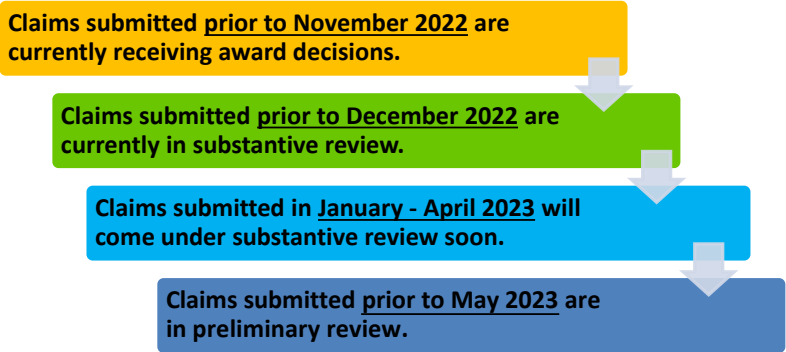 Claims submitted prior to November 2022 are
currently receiving award decisions.
Claims submitted prior to December 2022 are
currently in substantive review.
Claims submitted in January - April 2023 will
come under substantive review soon.
Claims submitted prior to May 2023 are
in preliminary review.